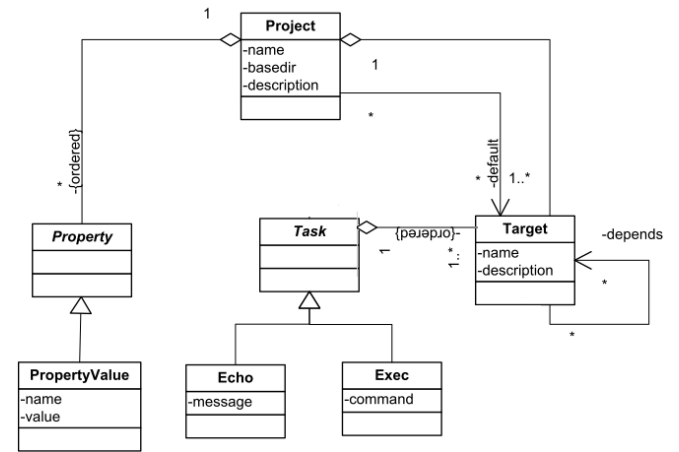 1
Project
-name
-basedir
-description
1
*
* -{ordered}
* -default
1..*
Property
Task
-{ordered}
1
1..*
Target
-name
-description
-depends
*
*
PropertyValue
-name
-value
Echo
-message
Exec
-command